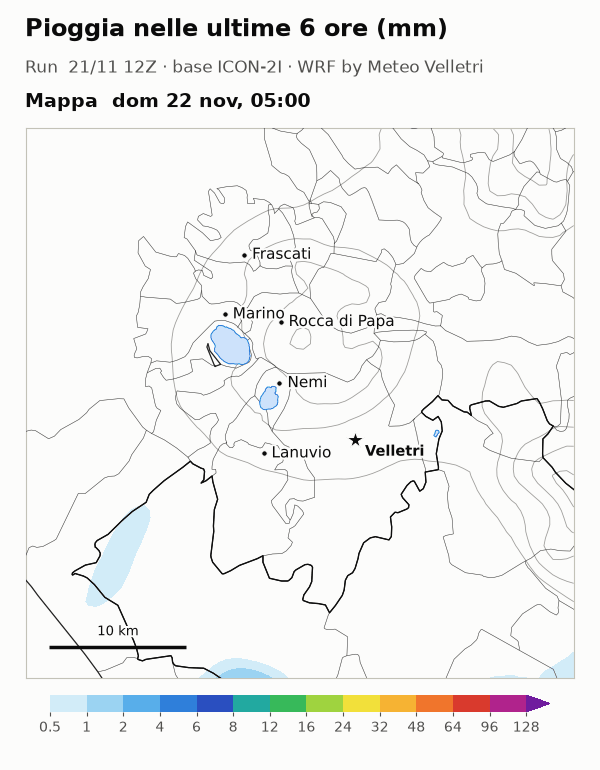 Pioggia nelle ultime 6 ore (mm)
Run  21/11 12Z · base ICON-2I · WRF by Meteo Velletri
Mappa  dom 22 nov, 05:00
Frascati
Marino
Rocca di Papa
Nemi
Velletri
Lanuvio
10 km
0.5 1 2 4 6 8 12 16 24 32 48 64 96 128